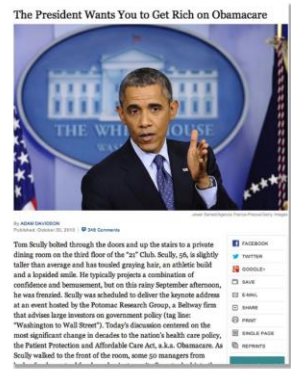 The President Wants You to Get Rich on Obamacare
THE WHITE HOUSE
WAS
By ADAM DAVIDSON
Published: October 30, 2013
Tom Scully bolted through the doors and up the stairs to a private
dining room on the third floor of the "21" Club. Scully, 56, is slightly
taller than average and has tousled graying hair, an athletic build
and a lopsided smile. He typically projects a combination of
confidence and bemusement, but on this rainy September afternoon,
he was frenzied. Scully was scheduled to deliver the keynote address
at an event hosted by the Potomac Research Group, a Beltway firm
that advises large investors on government policy (tag line:
"Washington to Wall Street"). Today's discussion centered on the
most significant change in decades to the nation's health care policy,
the Patient Protection and Affordable Care Act, a.k.a. Obamacare. As
Scully walked to the front of the room, some 50 managers from
FACEBOOK
TWITTER
GOOGLE+
SAVE
E-MAIL
SHARE
PRINT
SINGLE PAGE
REPRINTS